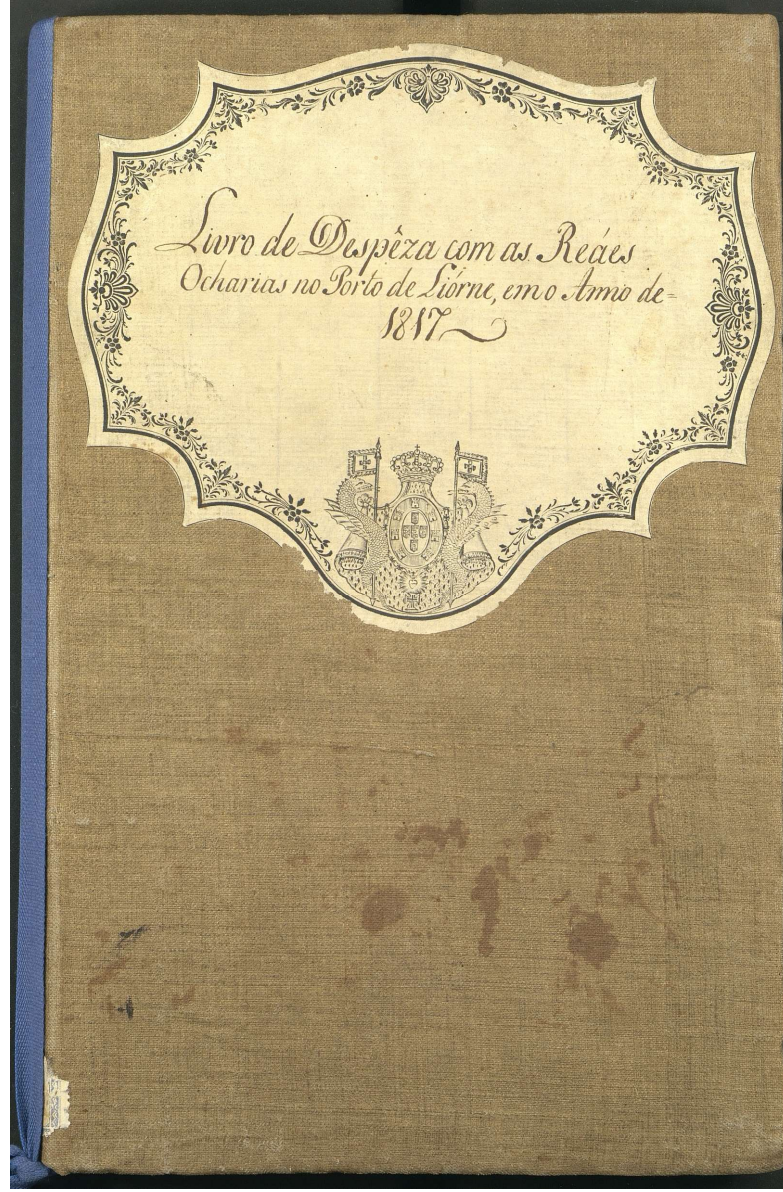 Livro de Despêza com as Reáes
Ocharias no Porto de Liórne, em o Anno de=
1817